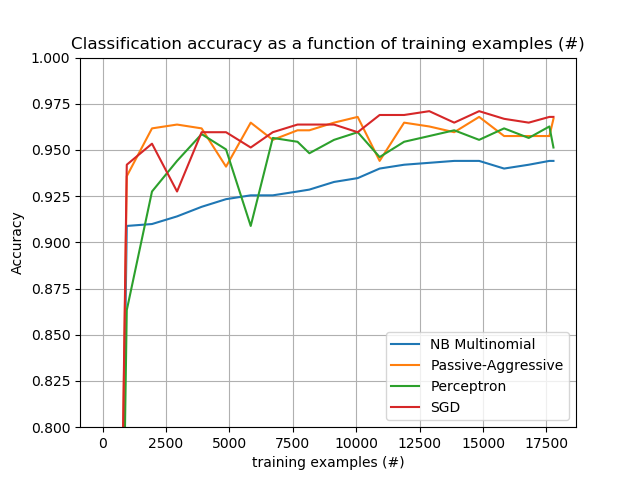 Classification accuracy as a function of training examples (#)
1.000
0.975
0.950
0.925
0.900
0.875
0.850
0.825
0.800
Accuracy
NB Multinomial
Passive-Aggressive
Perceptron
SGD
0 2500 5000 7500 10000 12500 15000 17500
training examples (#)